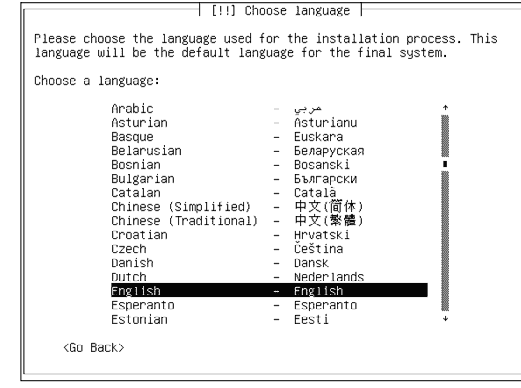 [!!] Choose language
Please choose the language used for the installation process. This
language will be the default language for the final system.
Choose a language:
Arabic - عربي
Asturian - Asturianu
Basque - Euskara
Belarusian - Беларуская
Bosnian - Bosanski
Bulgarian - Български
Catalan - Català
Chinese (Simplified) - 中文(简体)
Chinese (Traditional) - 中文(繁體)
Croatian - Hrvatski
Czech - Čeština
Danish - Dansk
Dutch - Nederlands
English - English
Esperanto - Esperanto
Estonian - Eesti
<Go Back>